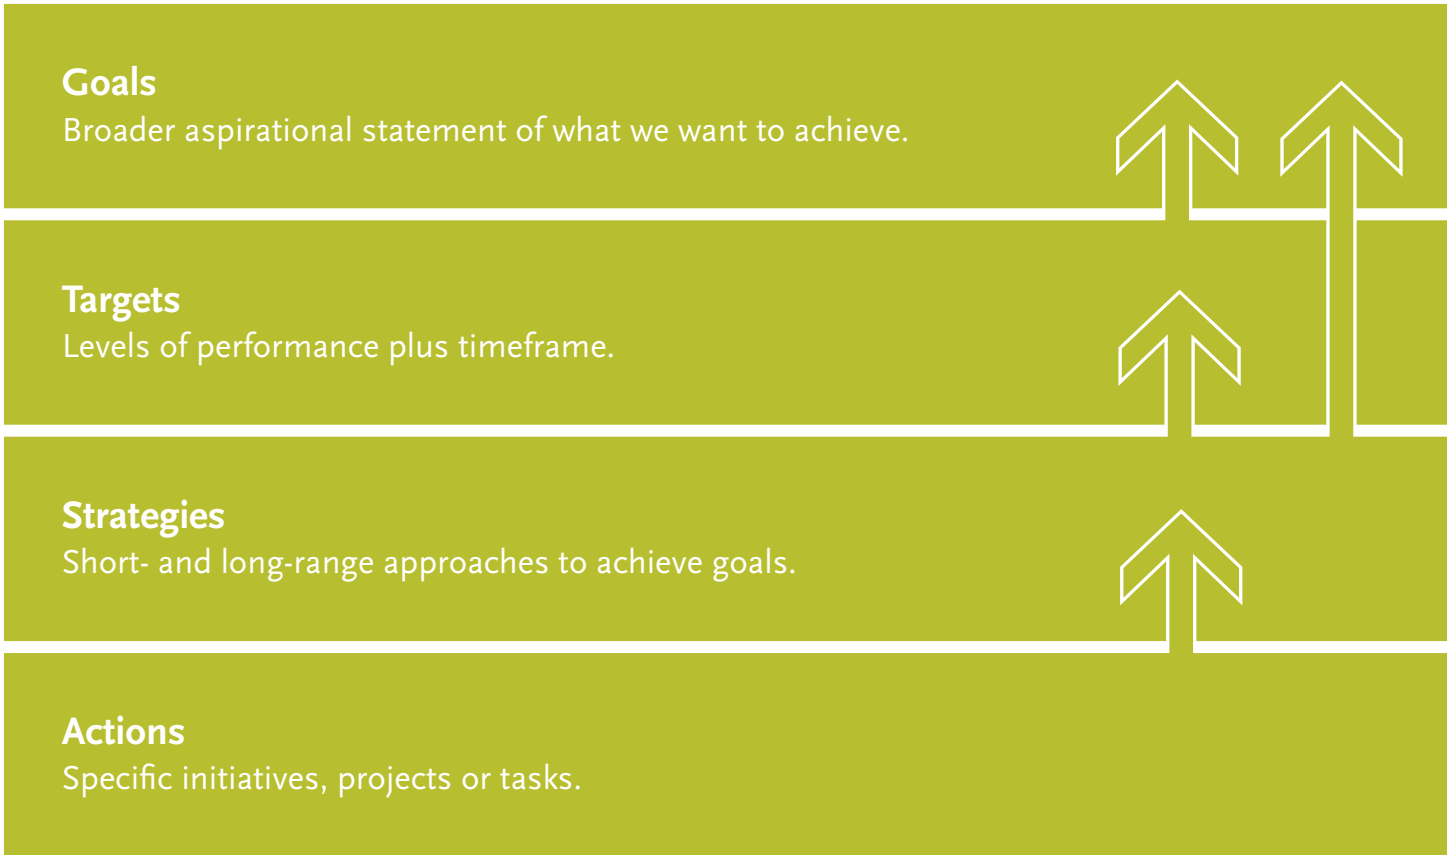 Goals
Broader aspirational statement of what we want to achieve.
Targets
Levels of performance plus timeframe.
Strategies
Short- and long-range approaches to achieve goals.
Actions
Specific initiatives, projects or tasks.